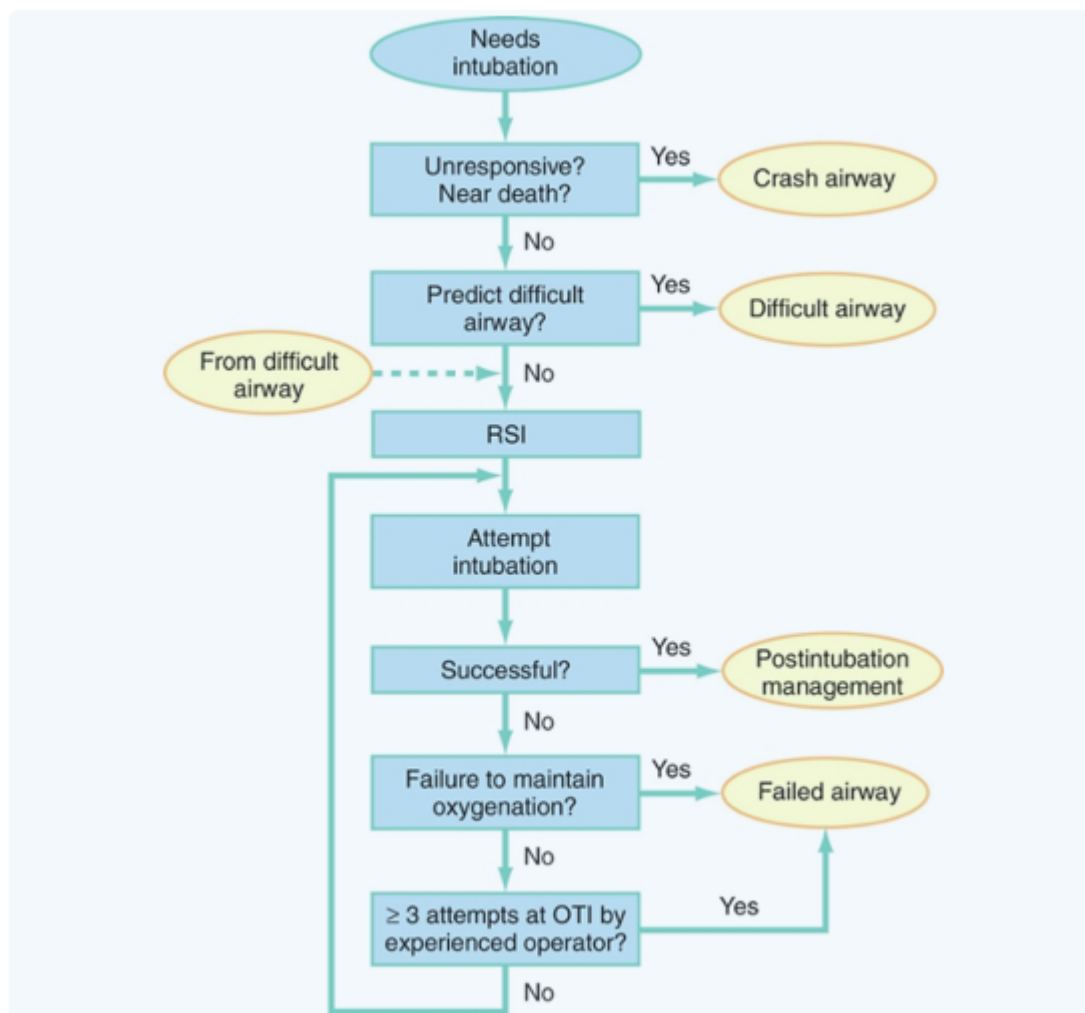 Needs
intubation
Unresponsive?
Near death?
Yes
Crash airway
No
Predict difficult
airway?
Yes
Difficult airway
From difficult
airway
No
RSI
Attempt
intubation
Successful?
Yes
Postintubation
management
No
Failure to maintain
oxygenation?
Yes
Failed airway
No
≥ 3 attempts at OTI by
experienced operator?
Yes
No